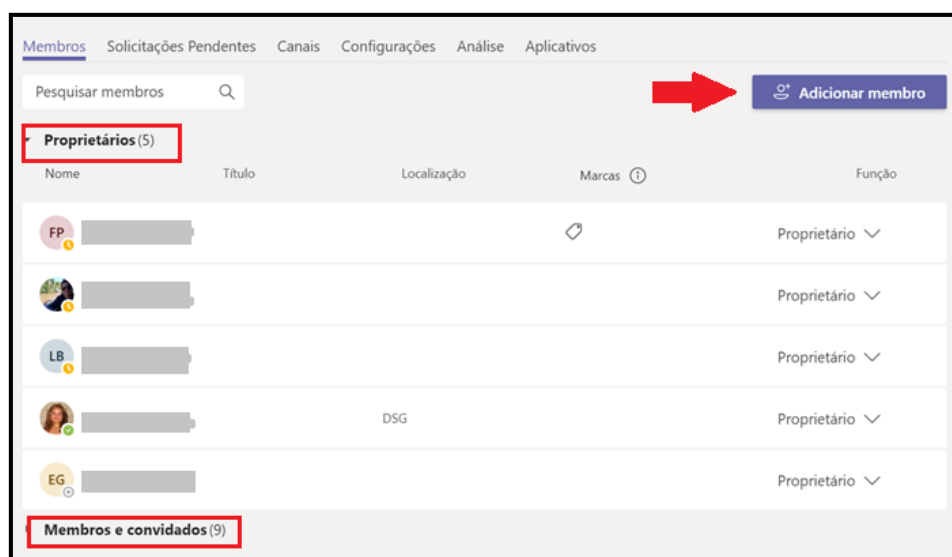 Membros Solicitações Pendentes Canais Configurações Análise Aplicativos
Pesquisar membros
Adicionar membro
Proprietários (5)
Nome Título Localização Marcas Função
FP Proprietário
Proprietário
LB Proprietário
DSG Proprietário
EG Proprietário
Membros e convidados (9)